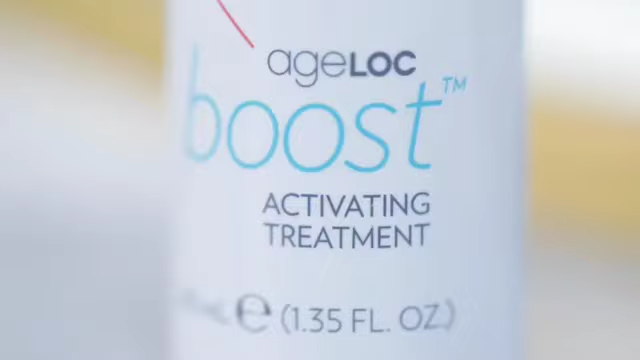 ageLOC
boost™
ACTIVATING
TREATMENT
℮ (1.35 FL. OZ.)